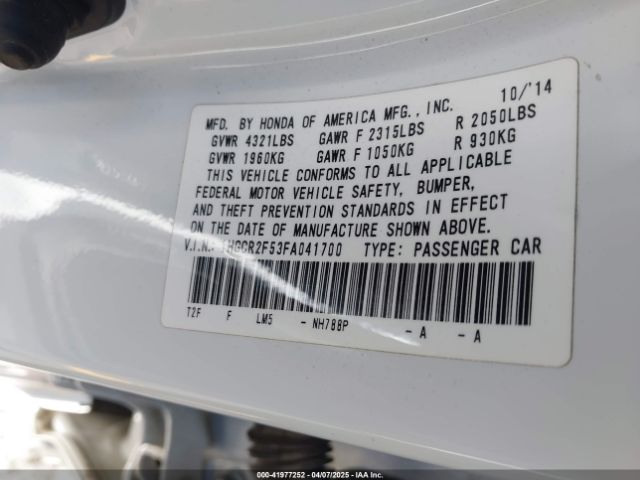 10/'14
MFD. BY HONDA OF AMERICA MFG., INC.
GVWR 4321LBS GAWR F 2315LBS R 2050LBS
GVWR 1960KG GAWR F 1050KG R 930KG
THIS VEHICLE CONFORMS TO ALL APPLICABLE
FEDERAL MOTOR VEHICLE SAFETY, BUMPER,
AND THEFT PREVENTION STANDARDS IN EFFECT
ON THE DATE OF MANUFACTURE SHOWN ABOVE.
V.I.N.: 1HGCR2F53FA041700 TYPE: PASSENGER CAR
T2F F LM5 - NH788P - A - A
000-41977252 04/07/2025 IAA Inc.